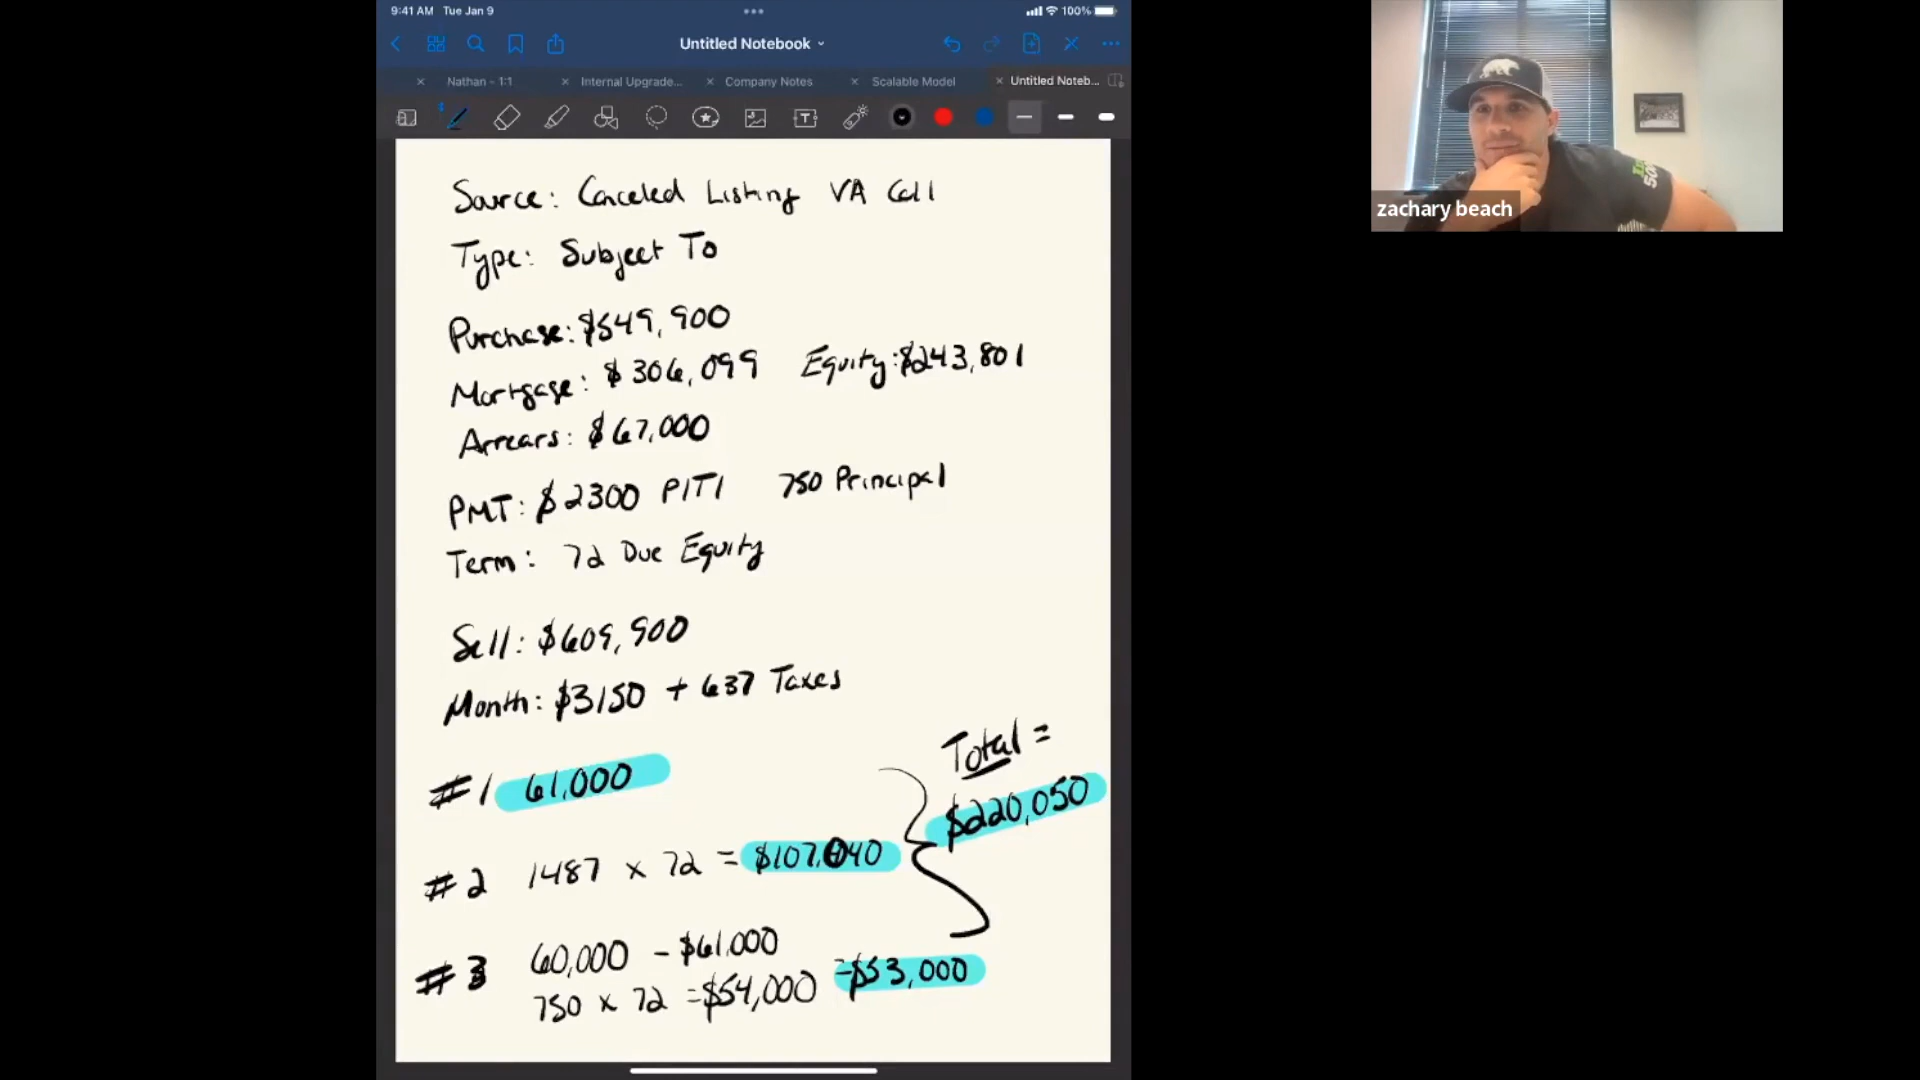 9:41 AM Tue Jan 9
100%
Untitled Notebook
Nathan - 1:1
Internal Upgrade...
Company Notes
Scalable Model
Untitled Noteb...
zachary beach
Source: Canceled Listing VA Call
Type: Subject To
Purchase: $549,900
Mortgage: $306,099 Equity: $243,801
Arrears: $67,000
PMT: $2300 PITI 750 Principal
Term: 72 Due Equity
Sell: $609,900
Month: $3150 + 637 Taxes
Total =
#1 61,000
$220,050
#2 1487 x 72 = $107,040
#3 60,000 - $61,000
750 x 72 = $54,000 = $53,000